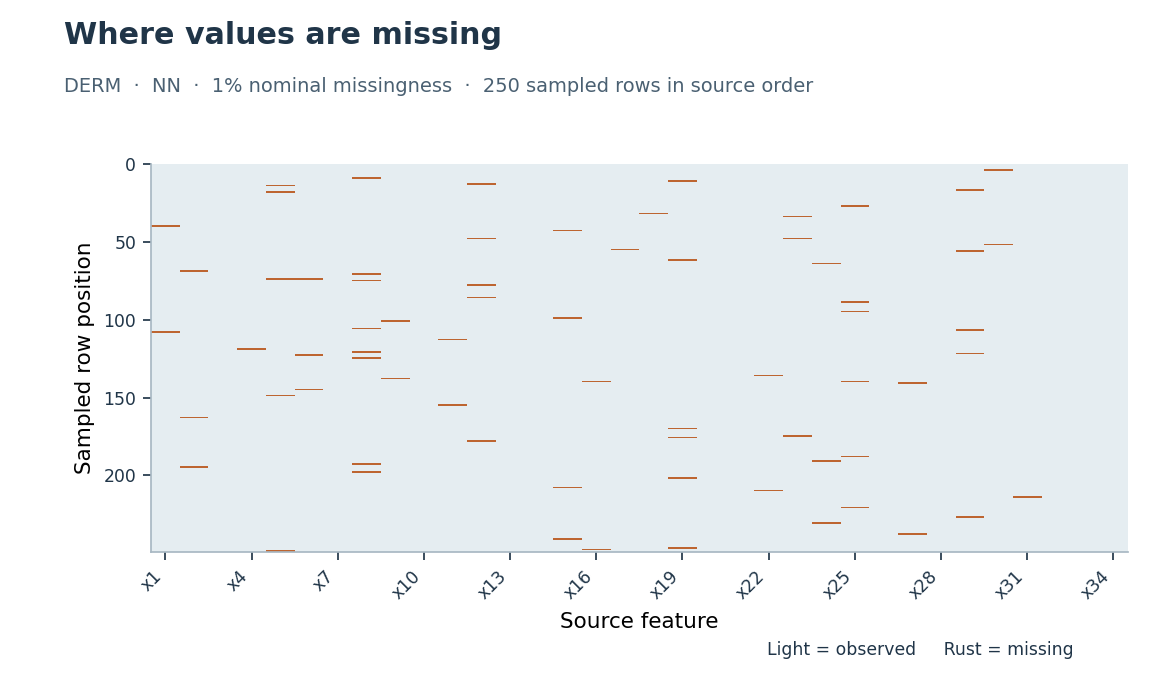 Where values are missing
DERM · NN · 1% nominal missingness · 250 sampled rows in source order
0
50
100
150
200
Sampled row position
x1 x4 x7 x10 x13 x16 x19 x22 x25 x28 x31 x34
Source feature
Light = observed Rust = missing